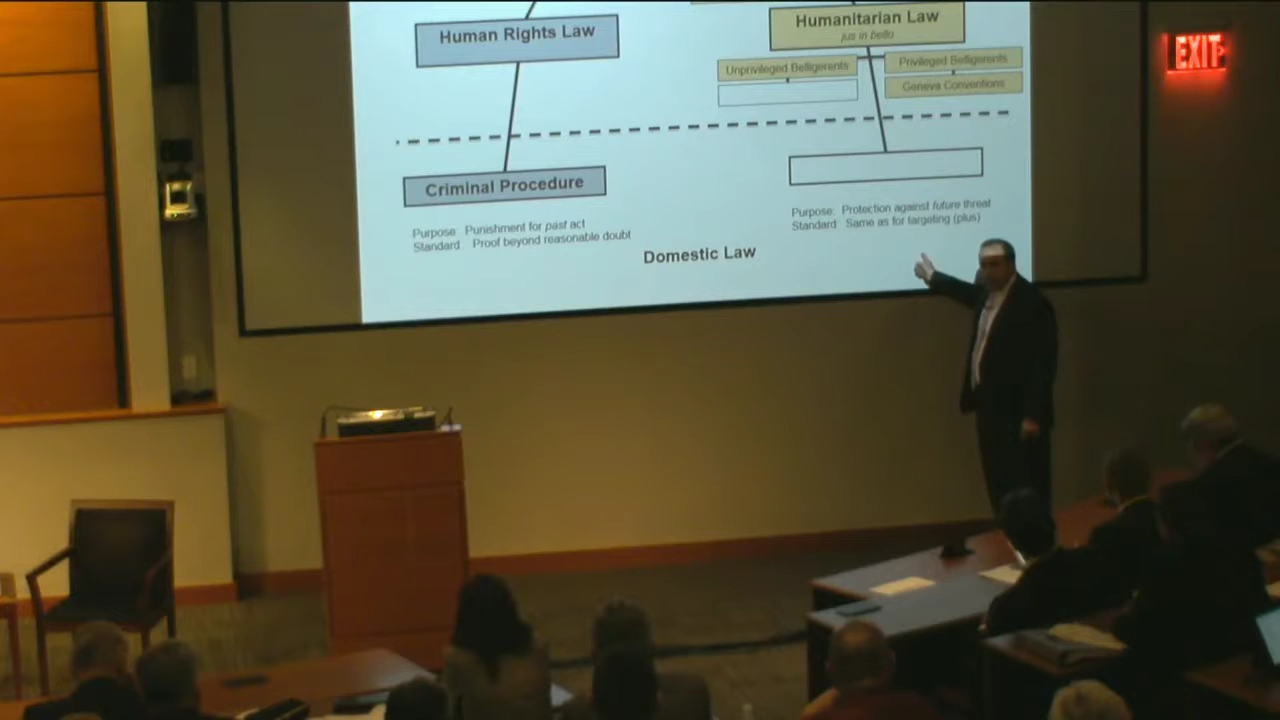 Human Rights Law
Humanitarian Law
jus in bello
Unprivileged Belligerents
Privileged Belligerents
Geneva Conventions
Criminal Procedure
Purpose: Punishment for past act
Standard: Proof beyond reasonable doubt
Purpose: Protection against future threat
Standard: Same as for targeting (plus)
Domestic Law
EXIT